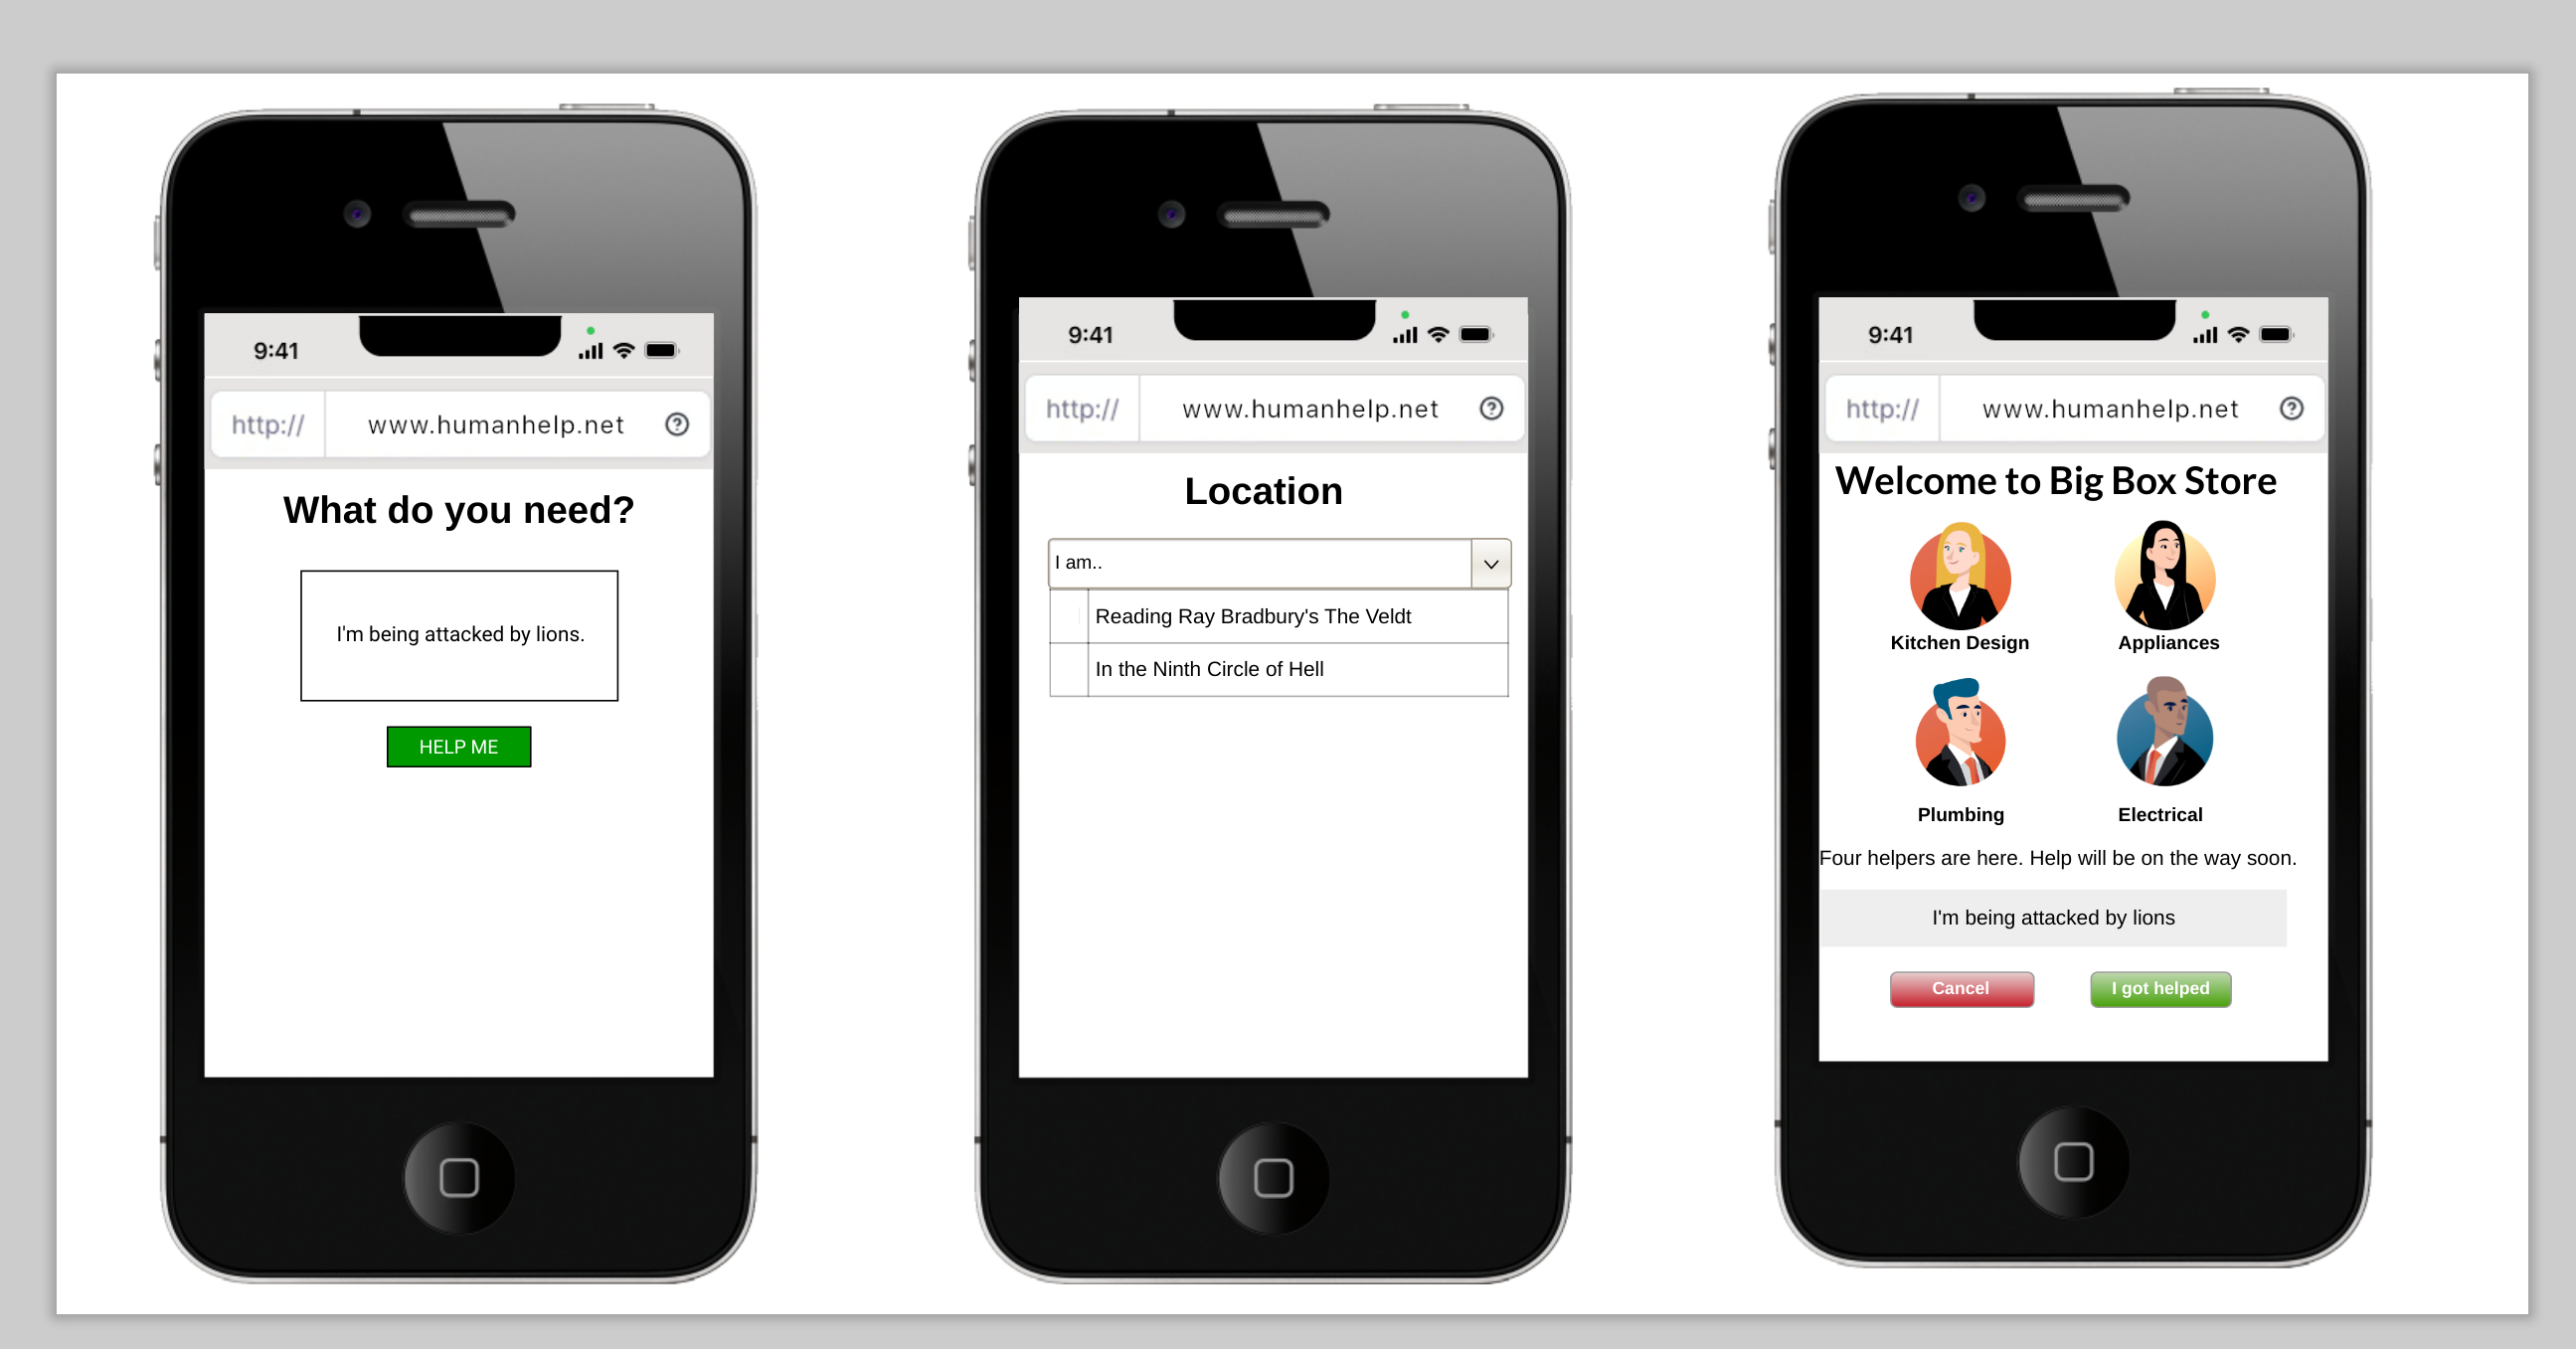 9:41
http://
www.humanhelp.net
What do you need?
I'm being attacked by lions.
HELP ME
9:41
http://
www.humanhelp.net
Location
I am..
Reading Ray Bradbury's The Veldt
In the Ninth Circle of Hell
9:41
http://
www.humanhelp.net
Welcome to Big Box Store
Kitchen Design
Appliances
Plumbing
Electrical
Four helpers are here. Help will be on the way soon.
I'm being attacked by lions
Cancel
I got helped